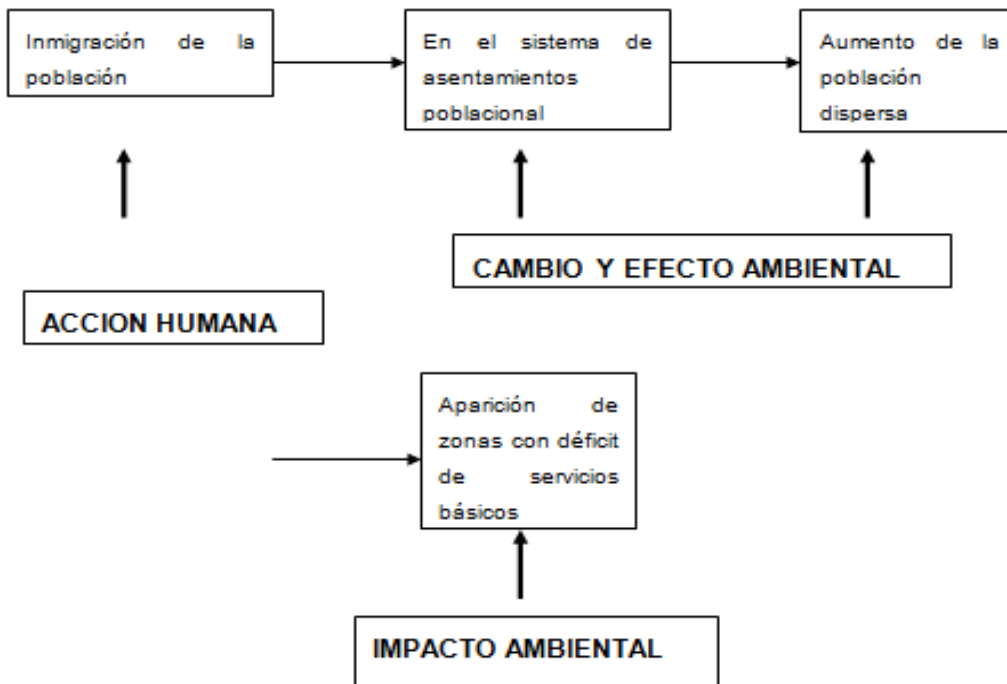 Inmigración de la
población
En el sistema de
asentamientos
poblacional
Aumento de la
población
dispersa
CAMBIO Y EFECTO AMBIENTAL
ACCION HUMANA
Aparición de
zonas con déficit
de servicios
básicos
IMPACTO AMBIENTAL